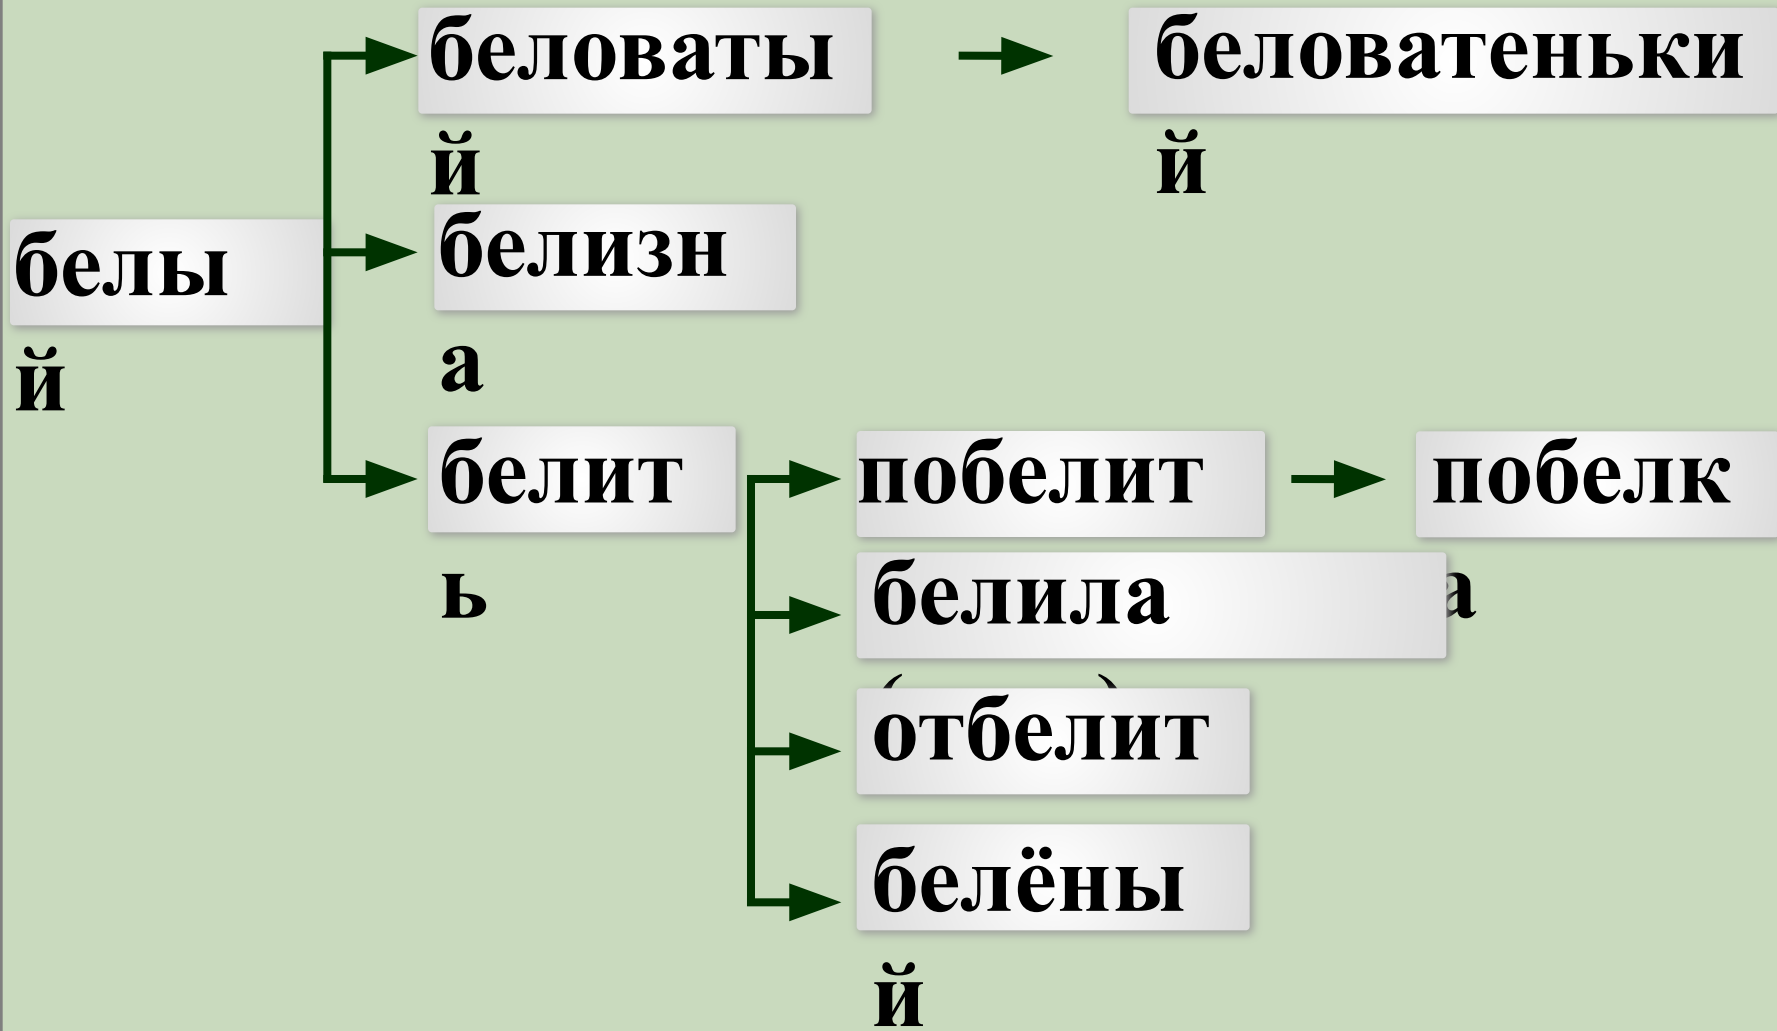 беловаты
й
беловатеньки
й
белы
й
белизн
а
белит
ь
побелит
побелк
а
белила
отбелит
белёны
й